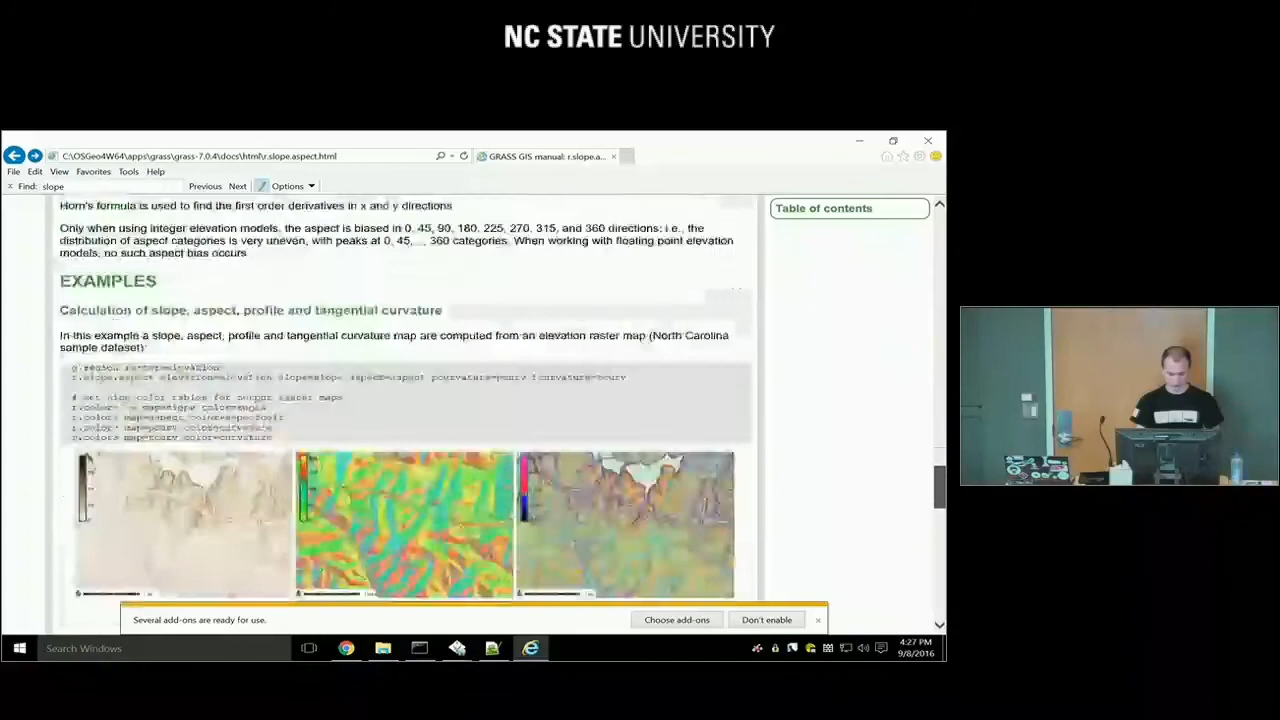 NC STATE UNIVERSITY
C:\OSGeo4W64\apps\grass\grass-7.0.4\docs\html\r.slope.aspect.html
GRASS GIS manual: r.slope.a...
File Edit View Favorites Tools Help
Find: slope
Previous Next Options
Horn's formula is used to find the first order derivatives in x and y directions
Only when using integer elevation models, the aspect is biased in 0, 45, 90, 180, 225, 270, 315, and 360 directions; i.e., the
distribution of aspect categories is very uneven, with peaks at 0, 45,..., 360 categories. When working with floating point elevation
models, no such aspect bias occurs
Table of contents
EXAMPLES
Calculation of slope, aspect, profile and tangential curvature
In this example a slope, aspect, profile and tangential curvature map are computed from an elevation raster map (North Carolina
sample dataset)
Several add-ons are ready for use.
Choose add-ons
Don't enable
Search Windows
4:27 PM
9/8/2016